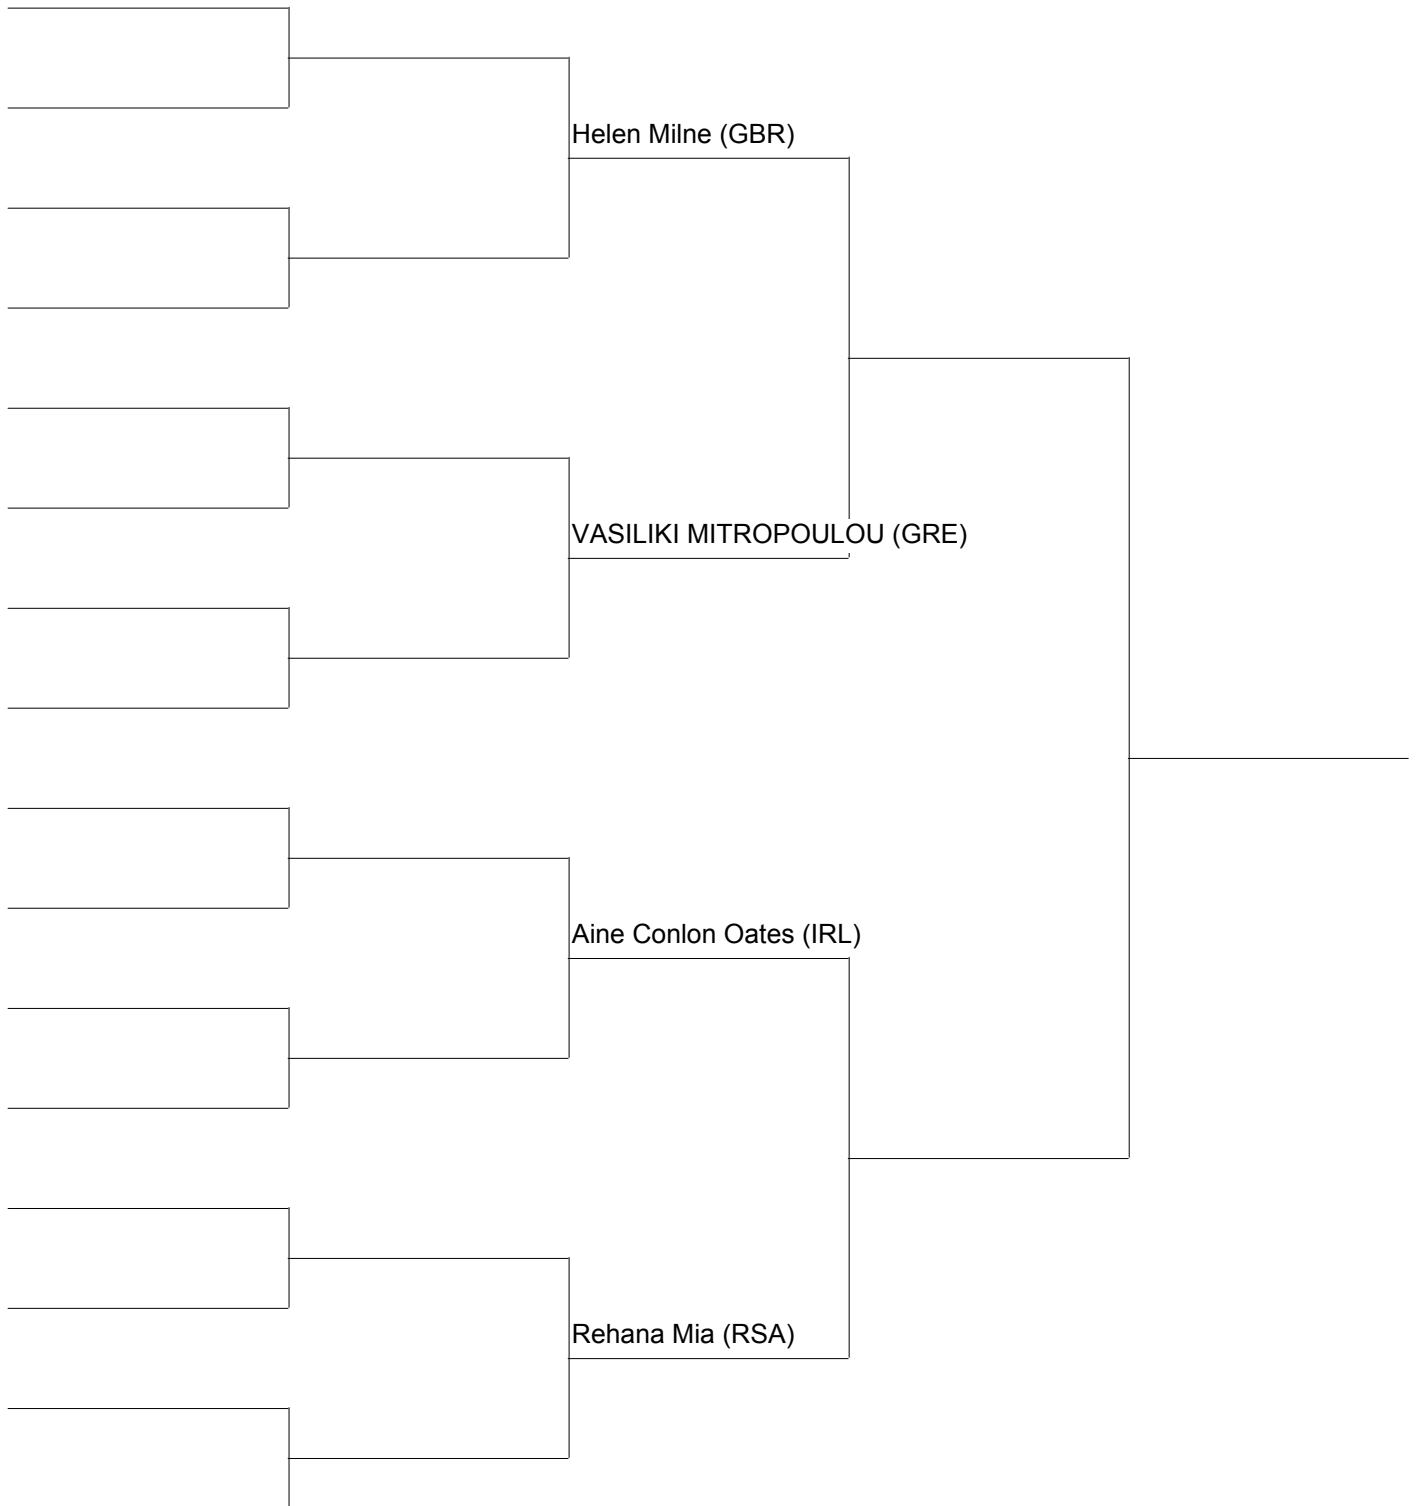 Helen Milne (GBR)
VASILIKI MITROPOULOU (GRE)
Aine Conlon Oates (IRL)
Rehana Mia (RSA)